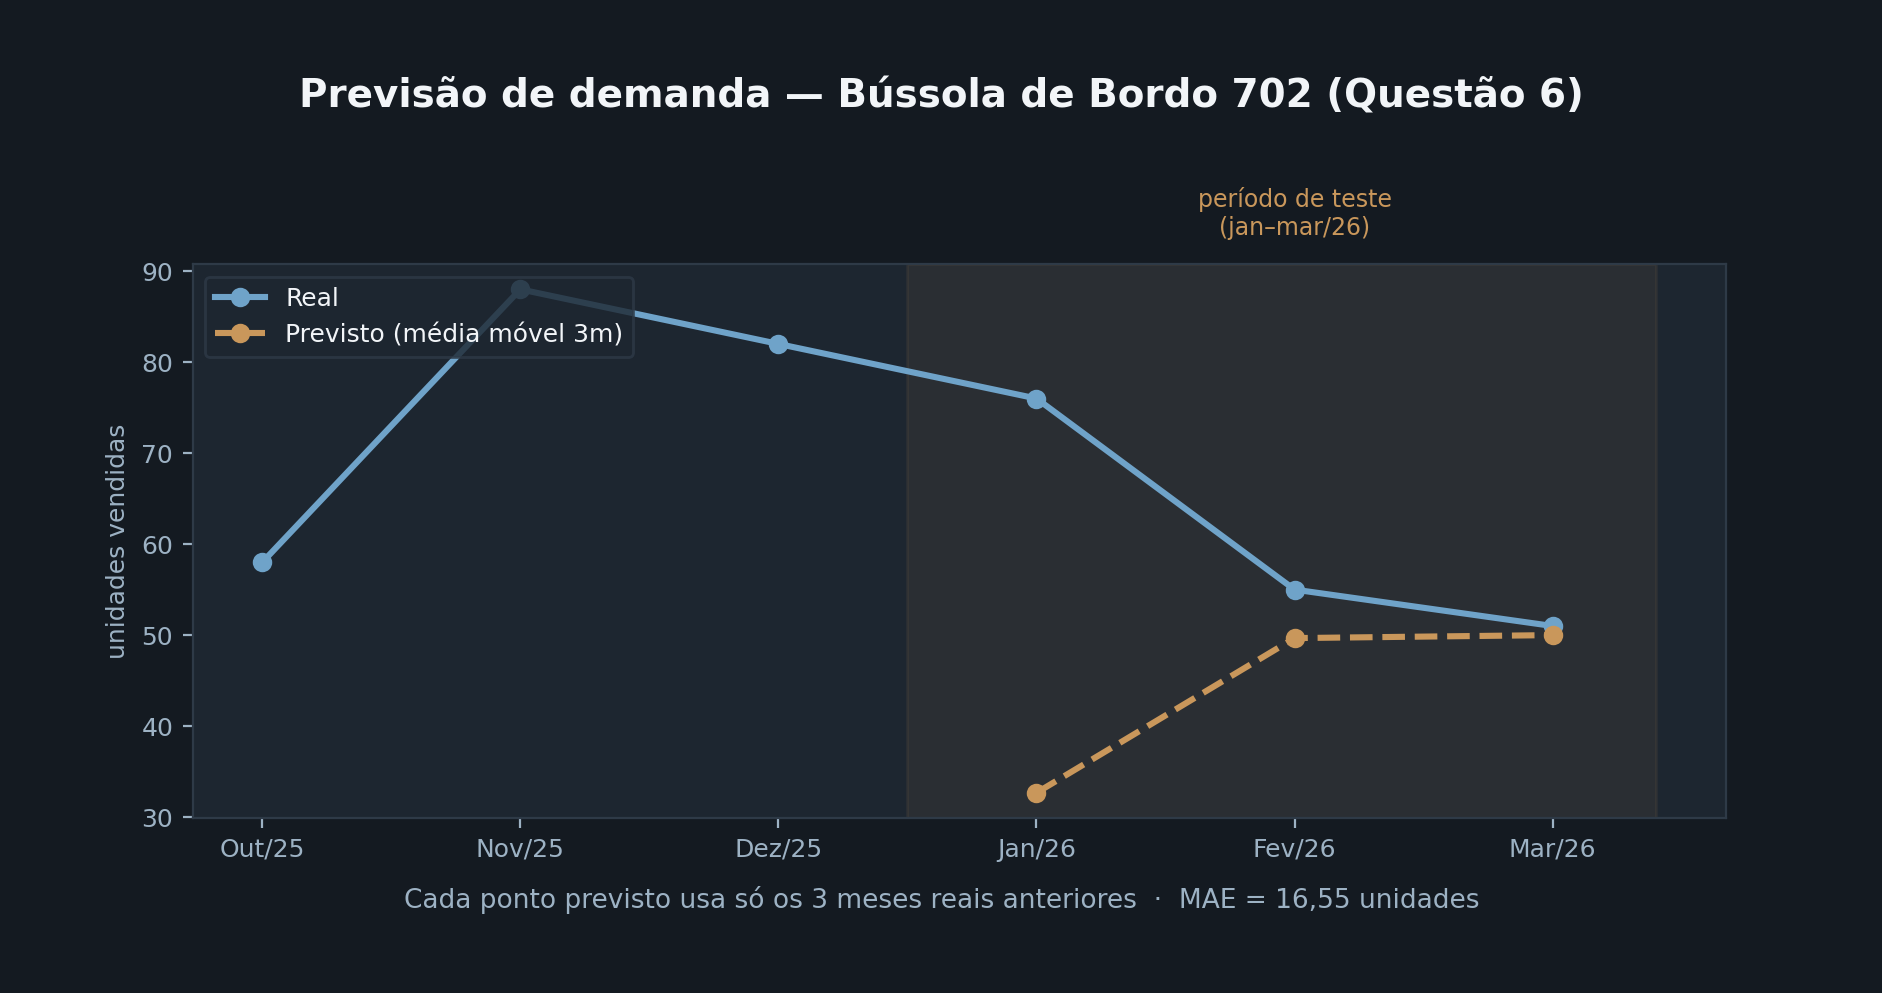 Previsão de demanda — Bússola de Bordo 702 (Questão 6)
período de teste
(jan–mar/26)
Real
Previsto (média móvel 3m)
unidades vendidas
90
80
70
60
50
40
30
Out/25
Nov/25
Dez/25
Jan/26
Fev/26
Mar/26
Cada ponto previsto usa só os 3 meses reais anteriores · MAE = 16,55 unidades